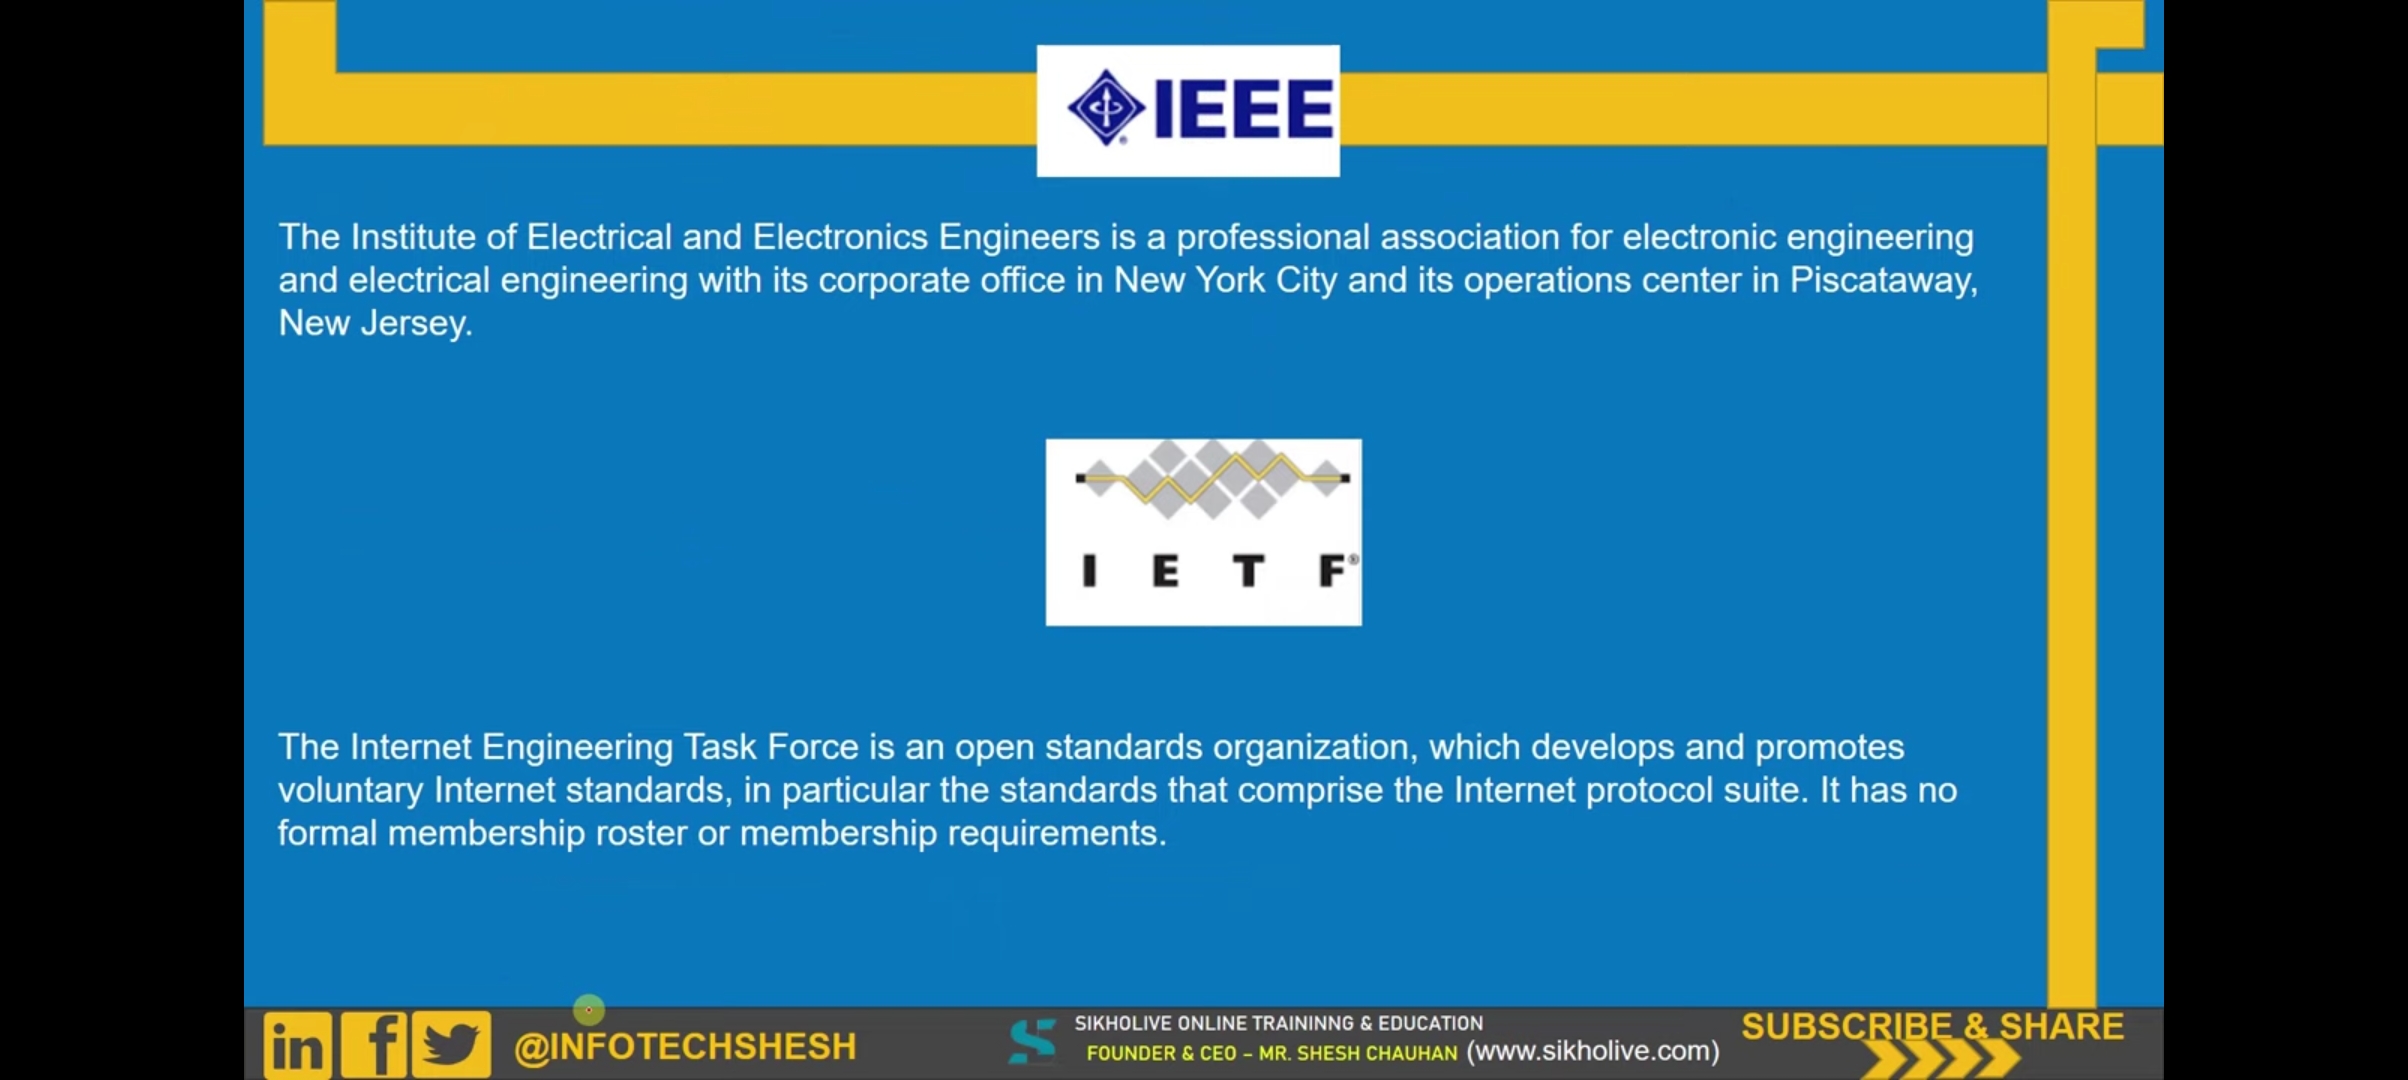 IEEE
The Institute of Electrical and Electronics Engineers is a professional association for electronic engineering
and electrical engineering with its corporate office in New York City and its operations center in Piscataway,
New Jersey.
I E T F®
The Internet Engineering Task Force is an open standards organization, which develops and promotes
voluntary Internet standards, in particular the standards that comprise the Internet protocol suite. It has no
formal membership roster or membership requirements.
in f @INFOTECHSHESH
SIKHOLIVE ONLINE TRAININNG & EDUCATION
FOUNDER & CEO – MR. SHESH CHAUHAN (www.sikholive.com)
SUBSCRIBE & SHARE